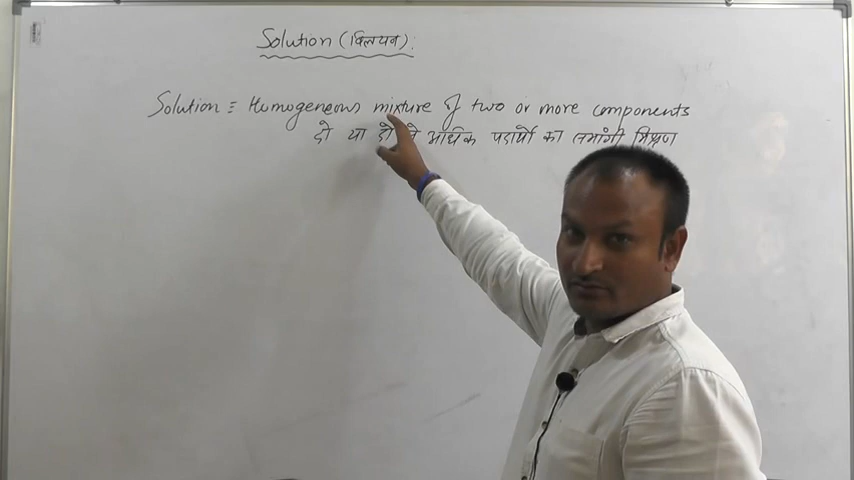 Solution (विलयन):
Solution ≡ Homogeneous mixture of two or more components
दो या दो से अधिक पदार्थो का समांगी मिश्रण